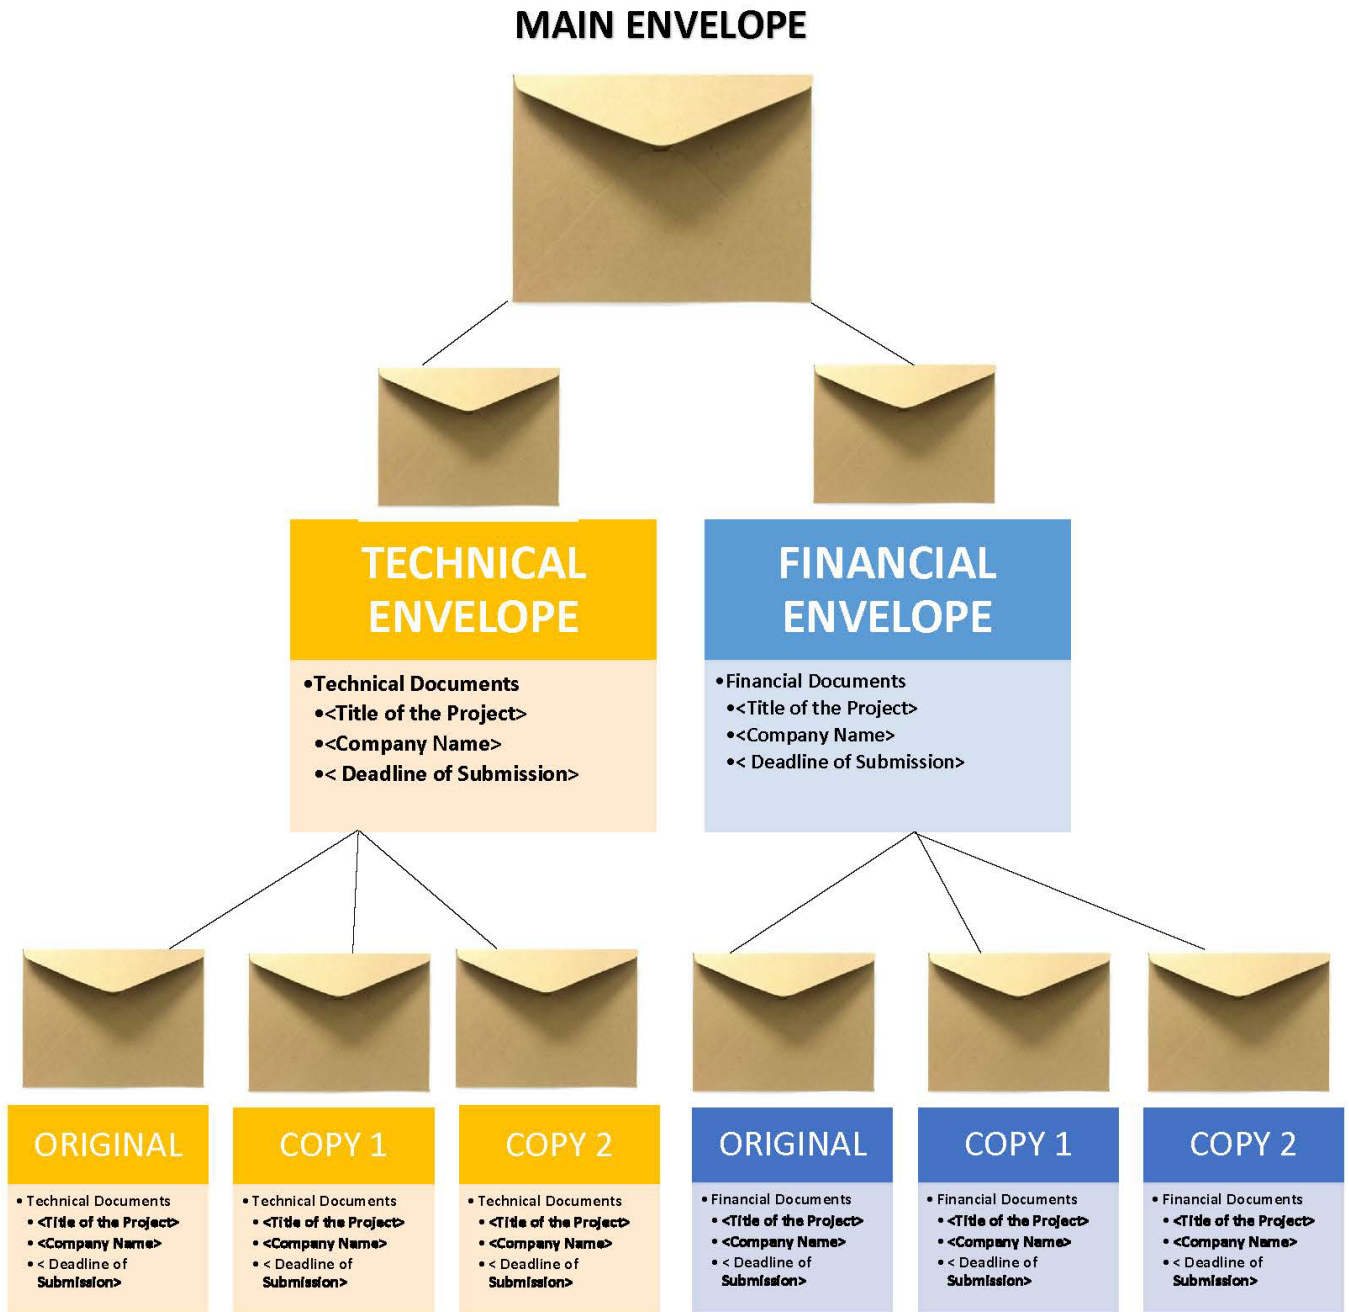 MAIN ENVELOPE
TECHNICAL
ENVELOPE
•Technical Documents
•<Title of the Project>
•<Company Name>
•< Deadline of Submission>
FINANCIAL
ENVELOPE
•Financial Documents
•<Title of the Project>
•<Company Name>
•< Deadline of Submission>
ORIGINAL
• Technical Documents
• <Title of the Project>
• <Company Name>
• < Deadline of
Submission>
COPY 1
• Technical Documents
• <Title of the Project>
• <Company Name>
• < Deadline of
Submission>
COPY 2
• Technical Documents
• <Title of the Project>
• <Company Name>
• < Deadline of
Submission>
ORIGINAL
• Financial Documents
• <Title of the Project>
• <Company Name>
• < Deadline of
Submission>
COPY 1
• Financial Documents
• <Title of the Project>
• <Company Name>
• < Deadline of
Submission>
COPY 2
• Financial Documents
• <Title of the Project>
• <Company Name>
• < Deadline of
Submission>